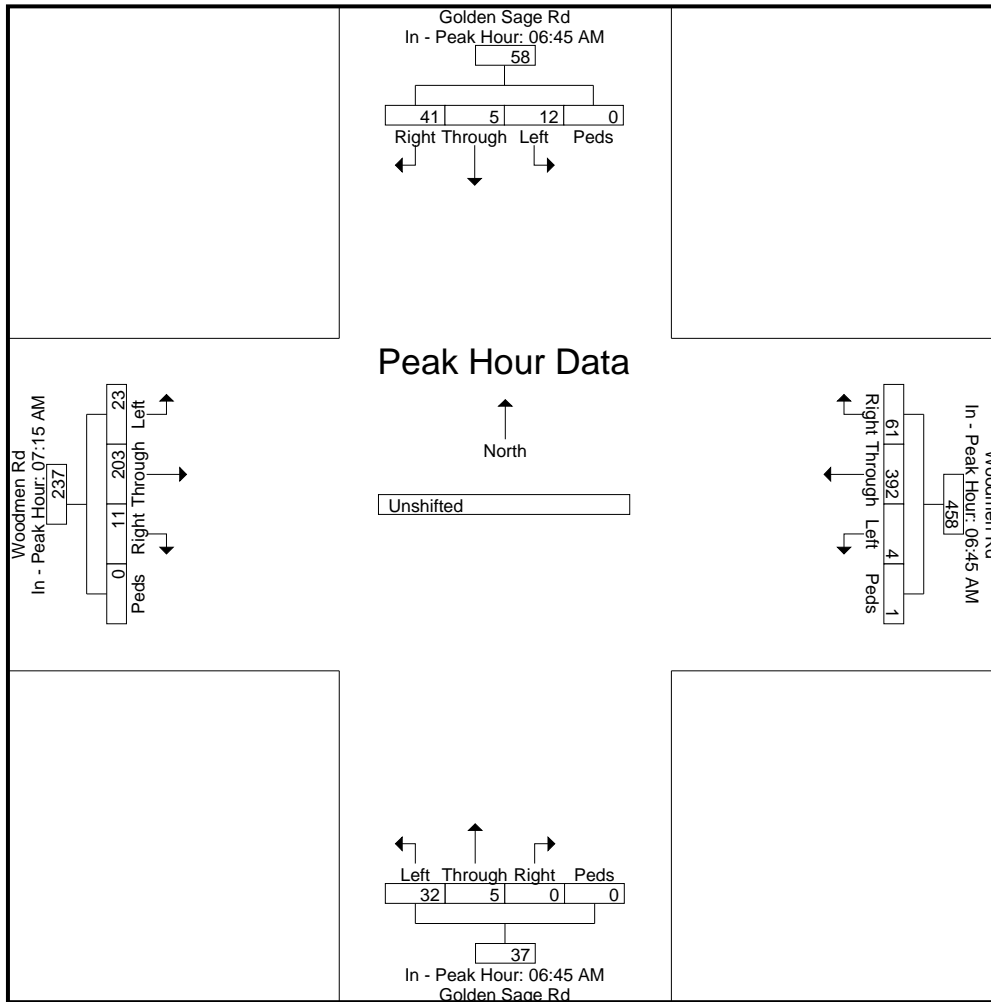 Golden Sage Rd
In - Peak Hour: 06:45 AM
58
41 5 12 0
Right Through Left Peds
Peak Hour Data
North
Unshifted
Woodmen Rd
In - Peak Hour: 07:15 AM
237
23 203 11 0
Left Through Right Peds
Woodmen Rd
In - Peak Hour: 06:45 AM
458
61 392 4 1
Right Through Left Peds
Left Through Right Peds
32 5 0 0
37
In - Peak Hour: 06:45 AM
Golden Sage Rd